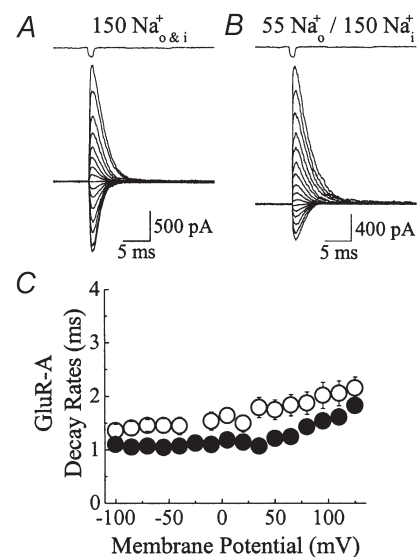 A 150 Na⁺o & i
B 55 Na⁺o / 150 Na⁺i
500 pA
5 ms
400 pA
5 ms
C
GluR-A
Decay Rates (ms)
4
3
2
1
0
-100 -50 0 50 100
Membrane Potential (mV)